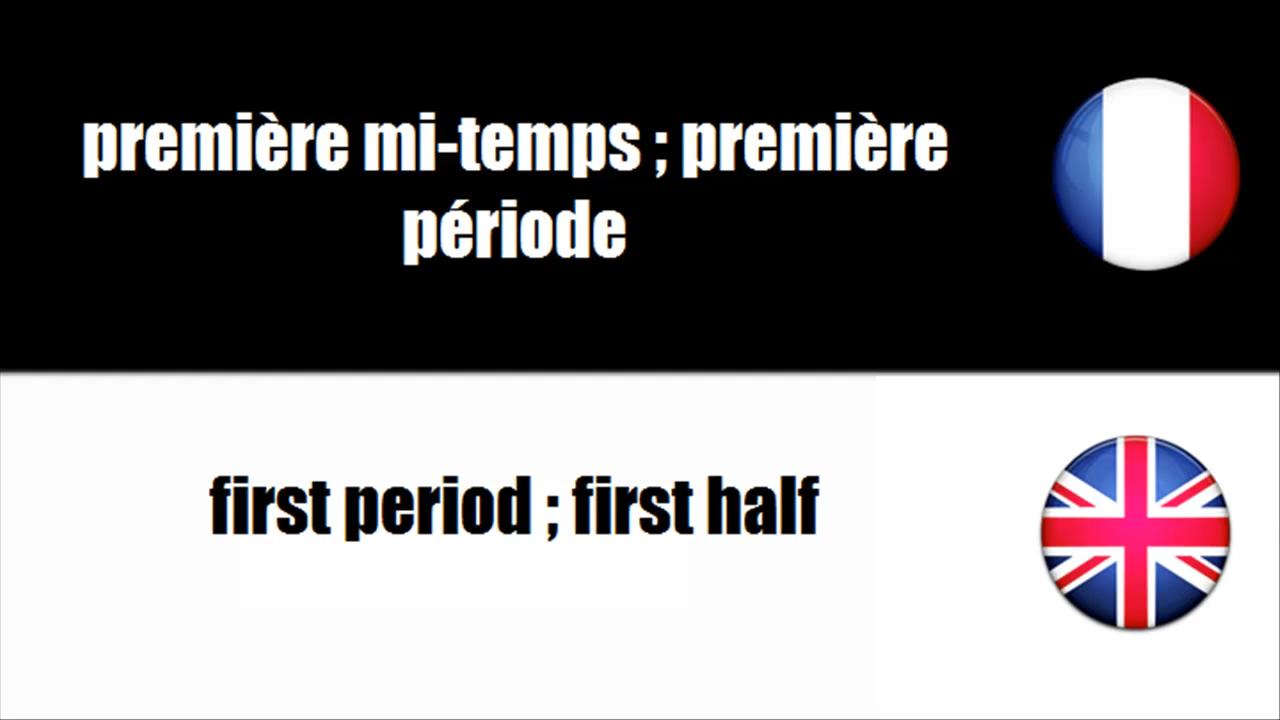 première mi-temps ; première
période
first period ; first half